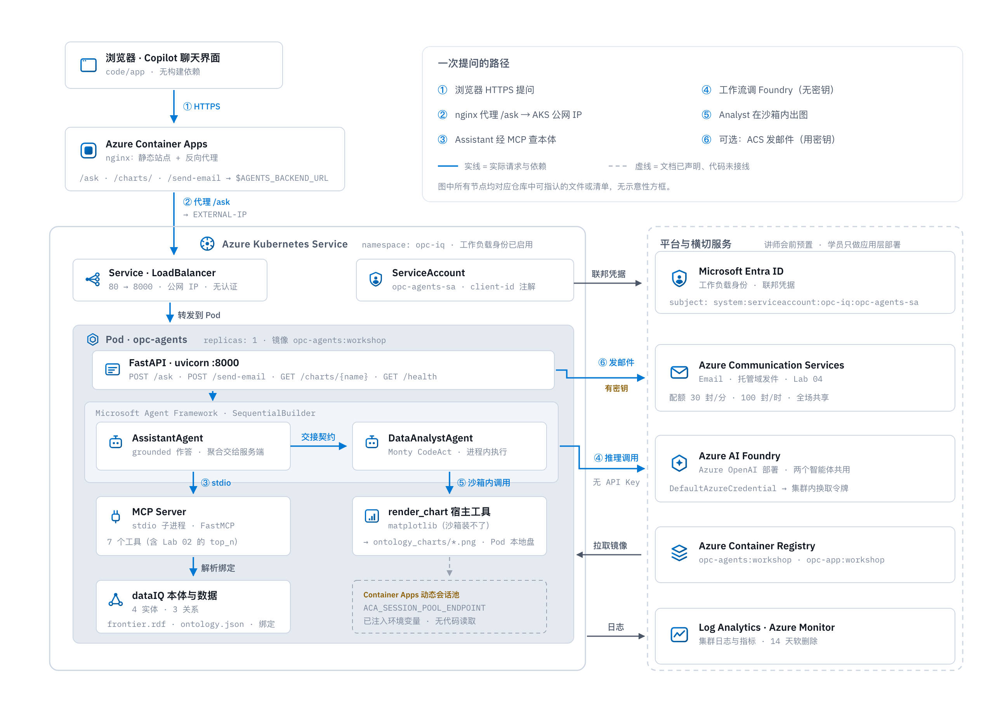 浏览器 · Copilot 聊天界面
code/app · 无构建依赖
① HTTPS
Azure Container Apps
nginx: 静态站点 + 反向代理
/ask · /charts/ · /send-email → $AGENTS_BACKEND_URL
② 代理 /ask
→ EXTERNAL-IP
一次提问的路径
① 浏览器 HTTPS 提问
② nginx 代理 /ask → AKS 公网 IP
③ Assistant 经 MCP 查本体
④ 工作流调 Foundry（无密钥）
⑤ Analyst 在沙箱内出图
⑥ 可选：ACS 发邮件（用密钥）
实线 = 实际请求与依赖
虚线 = 文档已声明、代码未接线
图中所有节点均对应仓库中可指认的文件或清单，无示意性方框。
Azure Kubernetes Service
namespace: opc-iq · 工作负载身份已启用
Service · LoadBalancer
80 → 8000 · 公网 IP · 无认证
ServiceAccount
opc-agents-sa · client-id 注解
转发到 Pod
Pod · opc-agents
replicas: 1 · 镜像 opc-agents:workshop
FastAPI · uvicorn :8000
POST /ask · POST /send-email · GET /charts/{name} · GET /health
Microsoft Agent Framework · SequentialBuilder
AssistantAgent
grounded 作答 · 聚合交给服务端
交接契约
DataAnalystAgent
Monty CodeAct · 进程内执行
③ stdio
⑤ 沙箱内调用
MCP Server
stdio 子进程 · FastMCP
7 个工具（含 Lab 02 的 top_n）
render_chart 宿主工具
matplotlib（沙箱装不了）
→ ontology_charts/*.png · Pod 本地盘
解析绑定
dataIQ 本体与数据
4 实体 · 3 关系
frontier.rdf · ontology.json · 绑定
Container Apps 动态会话池
ACA_SESSION_POOL_ENDPOINT
已注入环境变量 · 无代码读取
联邦凭据
⑥ 发邮件
有密钥
④ 推理调用
无 API Key
拉取镜像
日志
平台与横切服务
讲师会前预置 · 学员只做应用层部署
Microsoft Entra ID
工作负载身份 · 联邦凭据
subject: system:serviceaccount:opc-iq:opc-agents-sa
Azure Communication Services
Email · 托管域发件 · Lab 04
配额 30 封/分 · 100 封/时 · 全场共享
Azure AI Foundry
Azure OpenAI 部署 · 两个智能体共用
DefaultAzureCredential → 集群内换取令牌
Azure Container Registry
opc-agents:workshop · opc-app:workshop
Log Analytics · Azure Monitor
集群日志与指标 · 14 天软删除